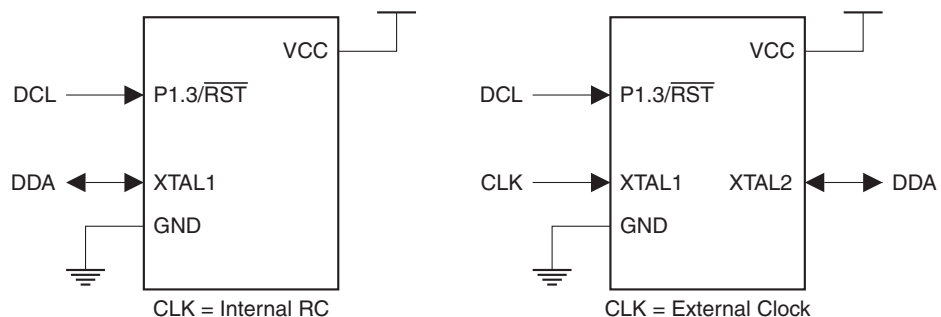 VCC
DCL
P1.3/RST
DDA
XTAL1
GND
CLK = Internal RC
VCC
DCL
P1.3/RST
CLK
XTAL1
XTAL2
DDA
GND
CLK = External Clock